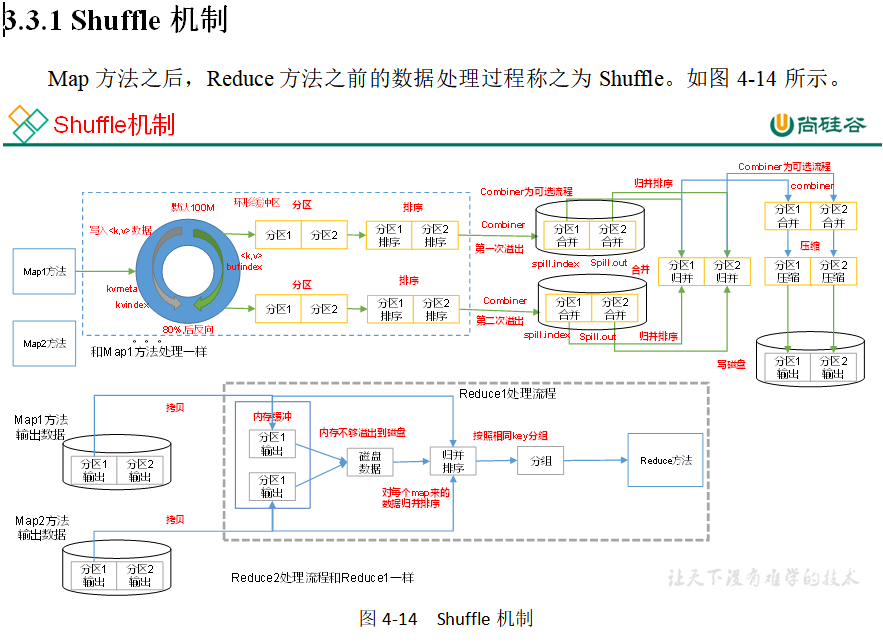 3.3.1 Shuffle 机制
Map 方法之后，Reduce 方法之前的数据处理过程称之为 Shuffle。如图 4-14 所示。
Shuffle机制
尚硅谷
Combiner为可选流程
默认100M
环形缓冲区
分区
排序
Combiner为可选流程
归并排序
combiner
写入<k,v>数据
分区1
分区2
分区1
排序
分区2
排序
Combiner
第一次溢出
分区1
合并
分区2
合并
分区1
合并
分区2
合并
压缩
Map1方法
<k,v>
bufindex
spill.index
Spill.out
合并
分区1
归并
分区2
归并
分区1
压缩
分区2
压缩
kvmeta
kvindex
分区
排序
分区1
分区2
分区1
排序
分区2
排序
Combiner
第二次溢出
分区1
合并
分区2
合并
80%,后反向
spill.index
Spill.out
归并排序
Map2方法
和Map1方法处理一样
写磁盘
分区1
输出
分区2
输出
Reduce1处理流程
Map1方法
输出数据
拷贝
内存缓冲
分区1
输出
内存不够溢出到磁盘
按照相同key分组
分区1
输出
分区2
输出
磁盘
数据
归并
排序
分组
Reduce方法
分区1
输出
对每个map来的
数据归并排序
Map2方法
输出数据
拷贝
分区1
输出
分区2
输出
Reduce2处理流程和Reduce1一样
让天下没有难学的技术
图 4-14 Shuffle 机制